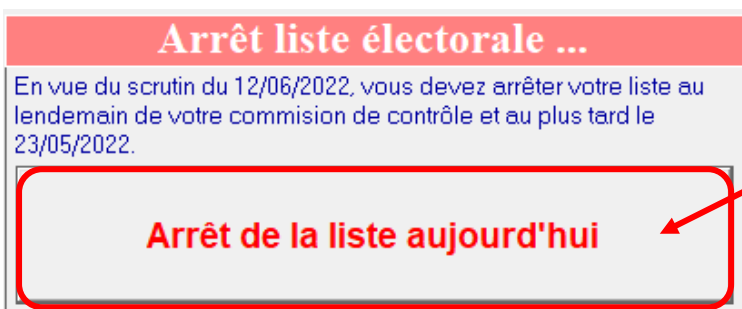 Arrêt liste électorale ...
En vue du scrutin du 12/06/2022, vous devez arrêter votre liste au
lendemain de votre commision de contrôle et au plus tard le
23/05/2022.
Arrêt de la liste aujourd'hui